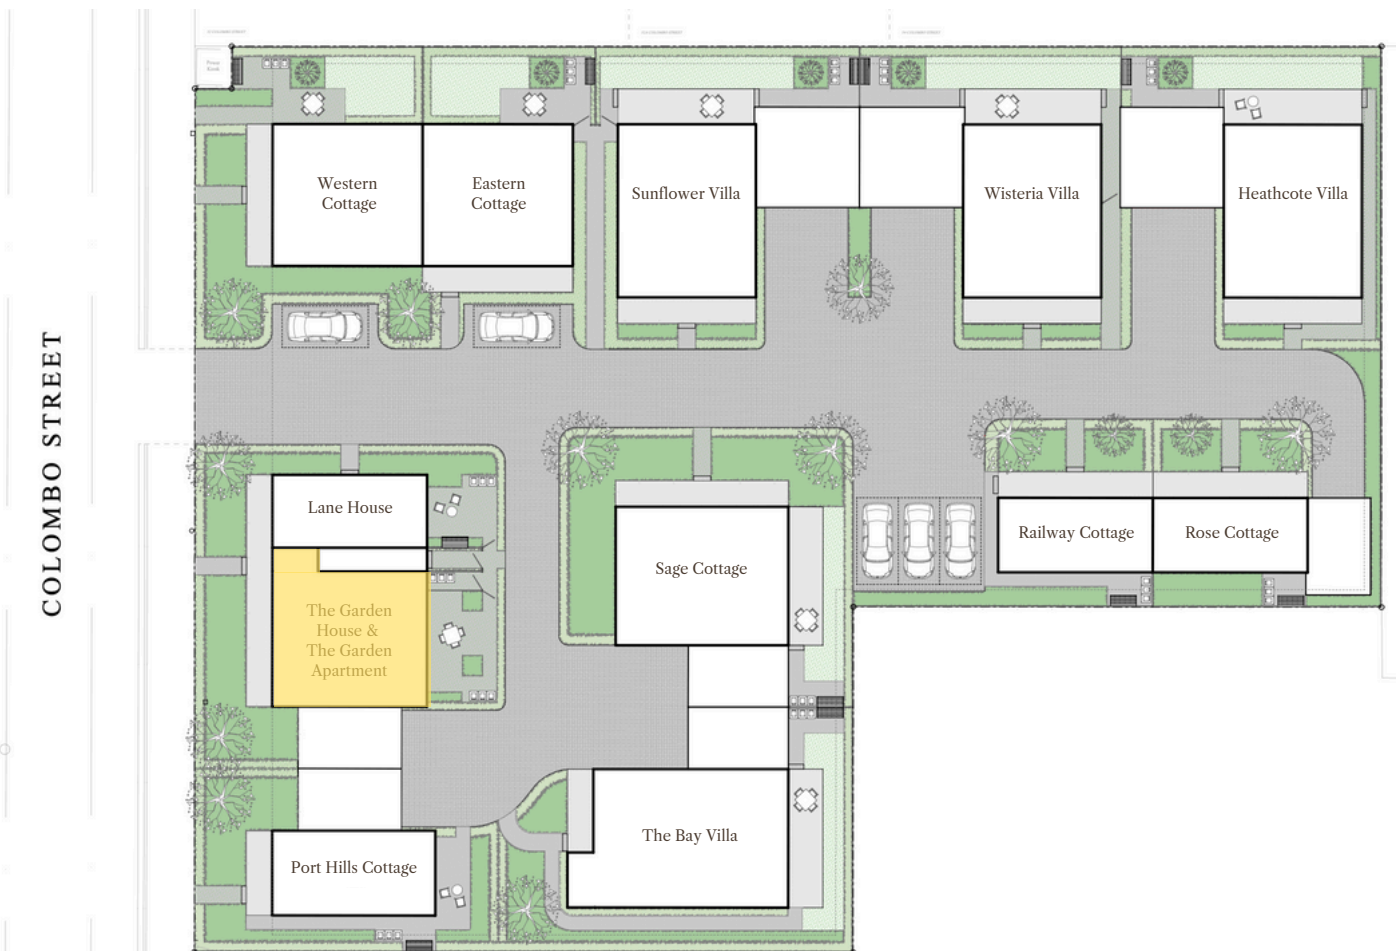 COLOMBO STREET
Western
Cottage
Eastern
Cottage
Sunflower Villa
Wisteria Villa
Heathcote Villa
Lane House
The Garden
House &
The Garden
Apartment
Sage Cottage
Railway Cottage
Rose Cottage
Port Hills Cottage
The Bay Villa